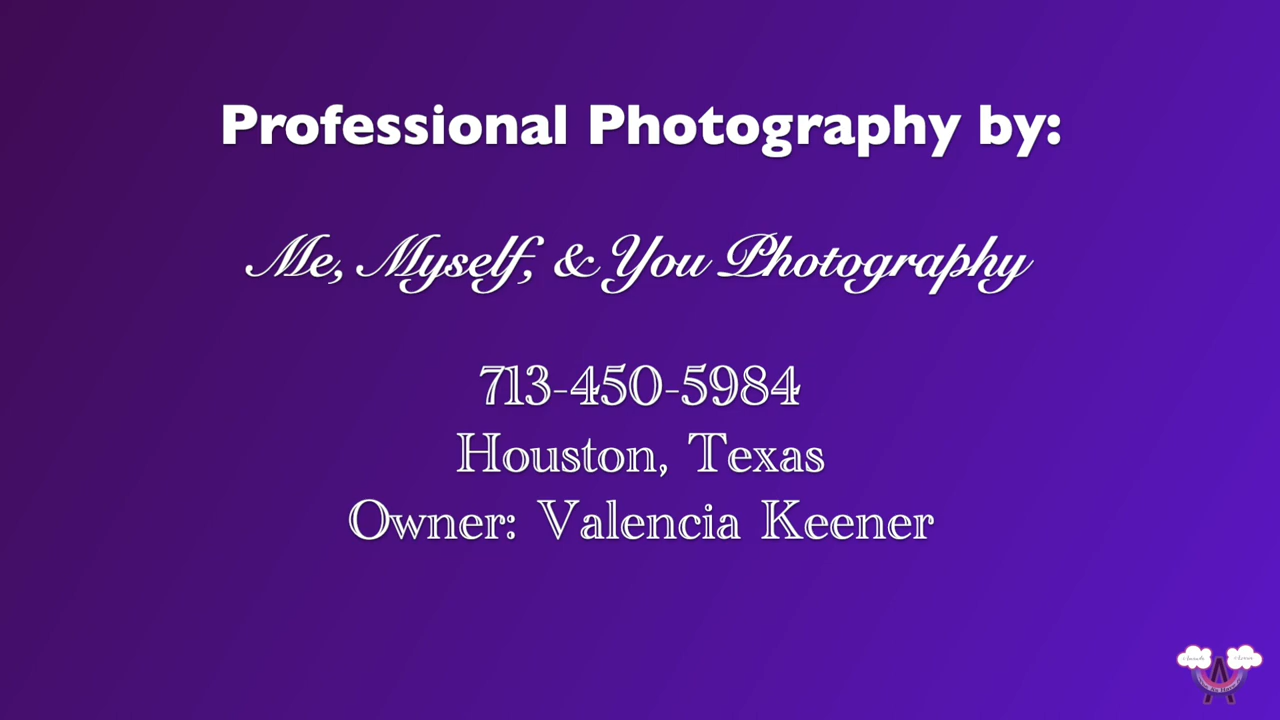 Professional Photography by:
Me, Myself, & You Photography
713-450-5984
Houston, Texas
Owner: Valencia Keener